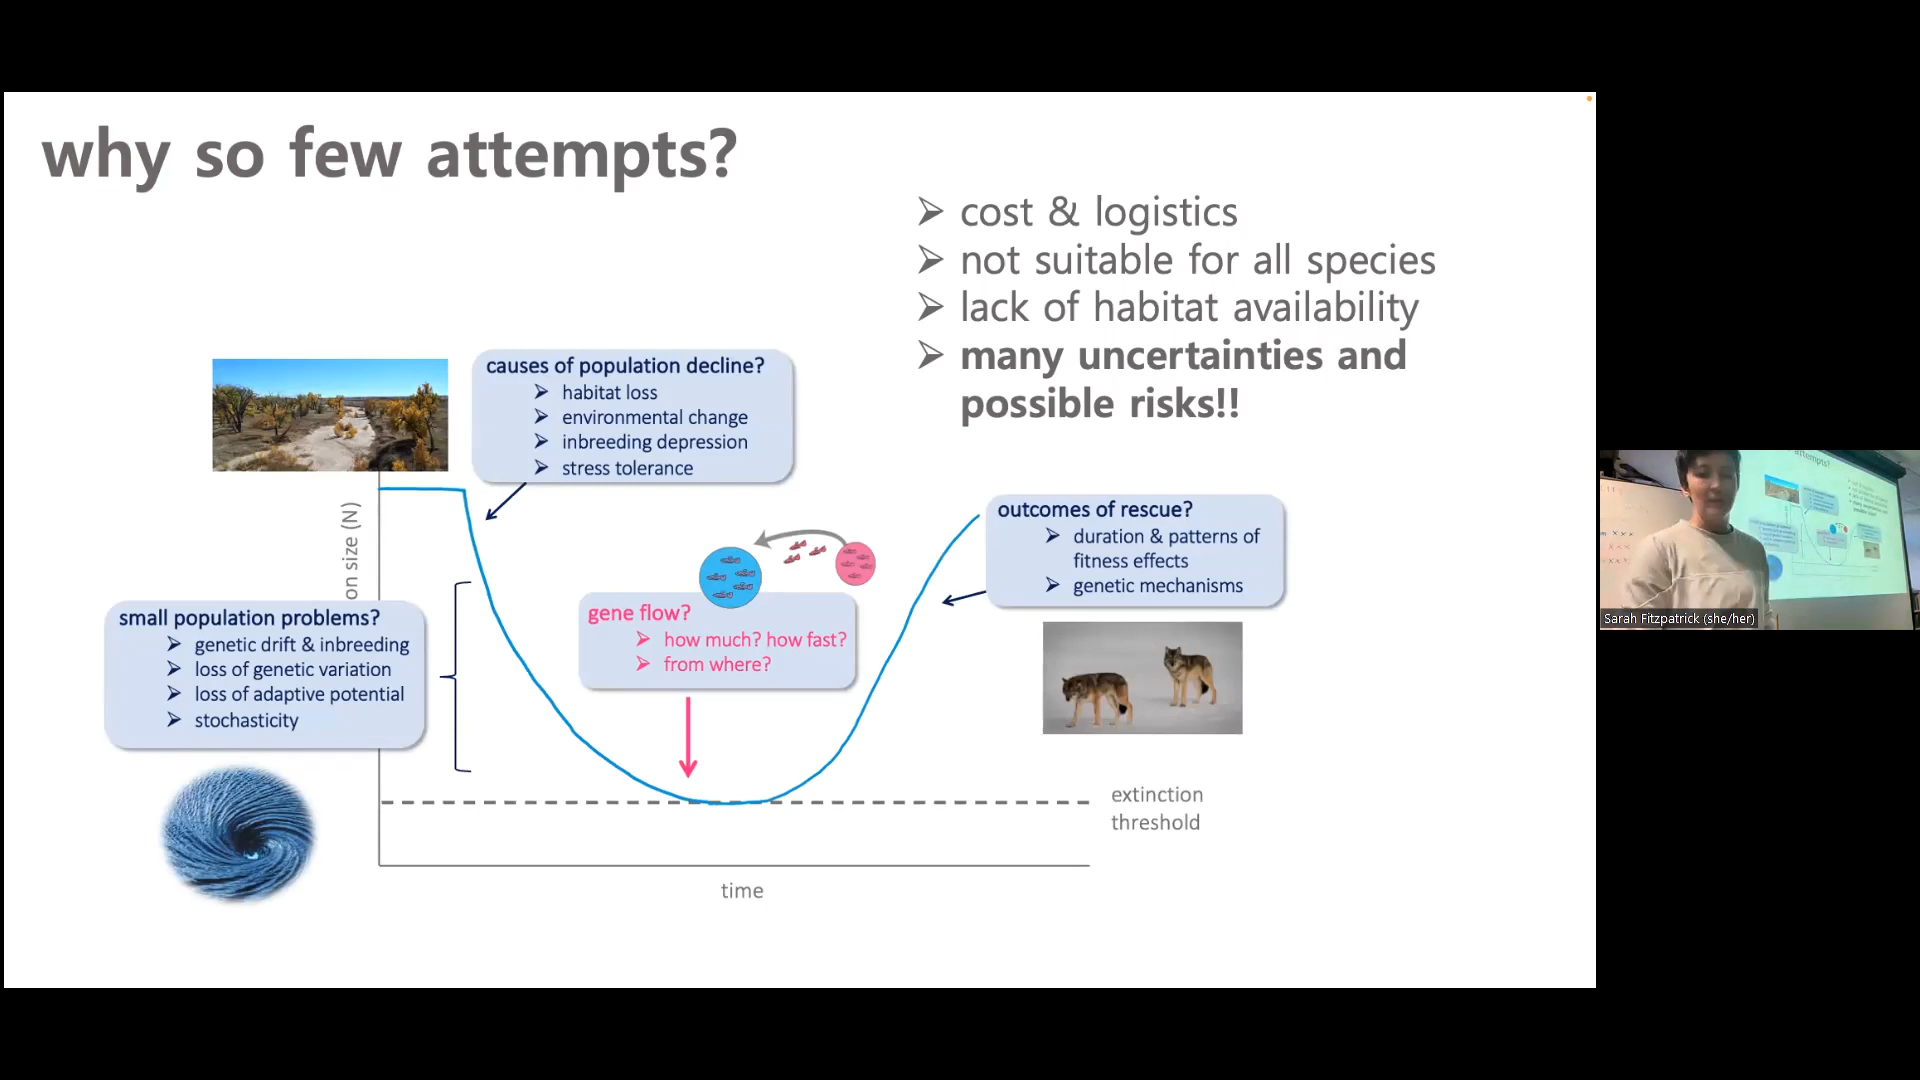 why so few attempts?
➢ cost & logistics
➢ not suitable for all species
➢ lack of habitat availability
➢ many uncertainties and
possible risks!!
causes of population decline?
➢ habitat loss
➢ environmental change
➢ inbreeding depression
➢ stress tolerance
on size (N)
small population problems?
➢ genetic drift & inbreeding
➢ loss of genetic variation
➢ loss of adaptive potential
➢ stochasticity
gene flow?
➢ how much? how fast?
➢ from where?
outcomes of rescue?
➢ duration & patterns of
fitness effects
➢ genetic mechanisms
extinction
threshold
time
attempts?
Sarah Fitzpatrick (she/her)